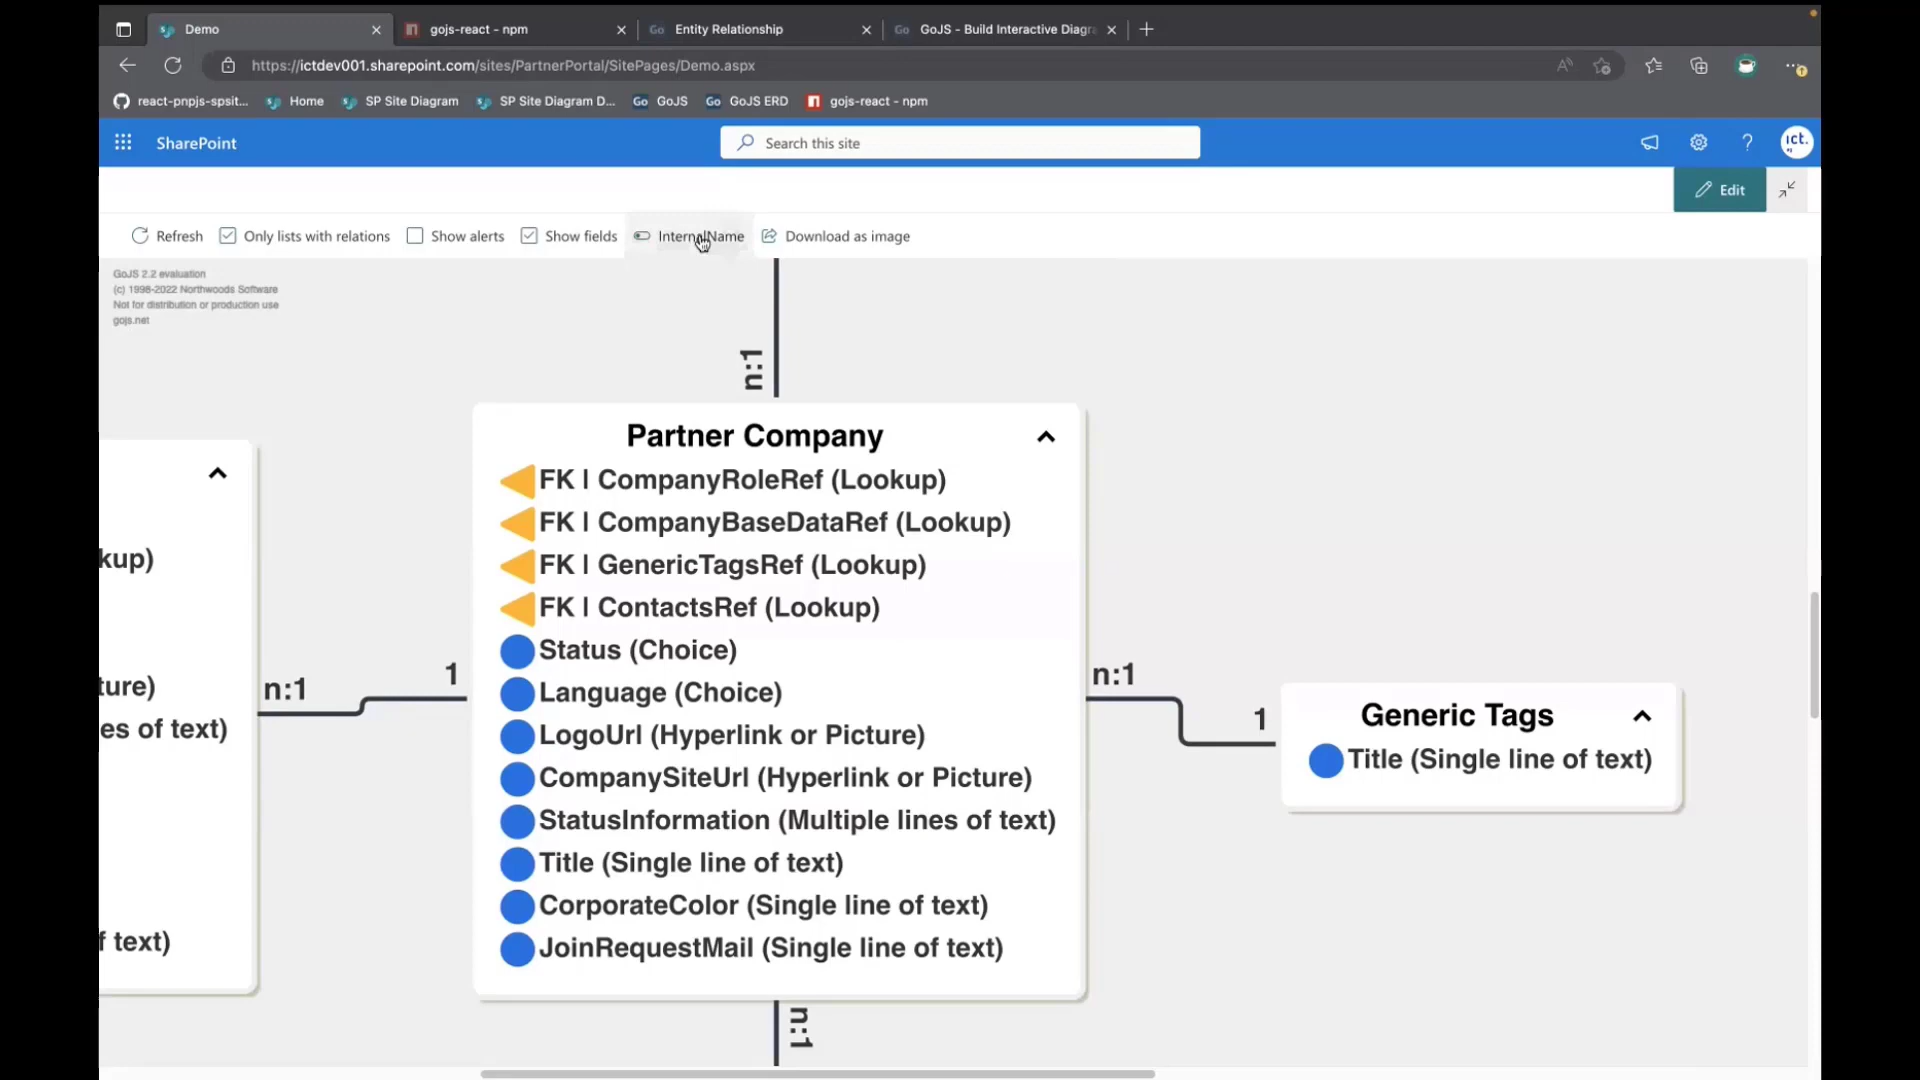 Demo
gojs-react - npm
Entity Relationship
GoJS - Build Interactive Diagra
https://ictdev001.sharepoint.com/sites/PartnerPortal/SitePages/Demo.aspx
react-pnpjs-spsit...
Home
SP Site Diagram
SP Site Diagram D...
Go GoJS
Go GoJS ERD
gojs-react - npm
SharePoint
Search this site
ict.
Edit
Refresh
Only lists with relations
Show alerts
Show fields
InternalName
Download as image
GoJS 2.2 evaluation
(c) 1998-2022 Northwoods Software
Not for distribution or production use
gojs.net
n:1
Partner Company
FK | CompanyRoleRef (Lookup)
FK | CompanyBaseDataRef (Lookup)
FK | GenericTagsRef (Lookup)
FK | ContactsRef (Lookup)
Status (Choice)
Language (Choice)
LogoUrl (Hyperlink or Picture)
CompanySiteUrl (Hyperlink or Picture)
StatusInformation (Multiple lines of text)
Title (Single line of text)
CorporateColor (Single line of text)
JoinRequestMail (Single line of text)
kup)
ture)
es of text)
f text)
n:1
1
n:1
1
Generic Tags
Title (Single line of text)
n:1